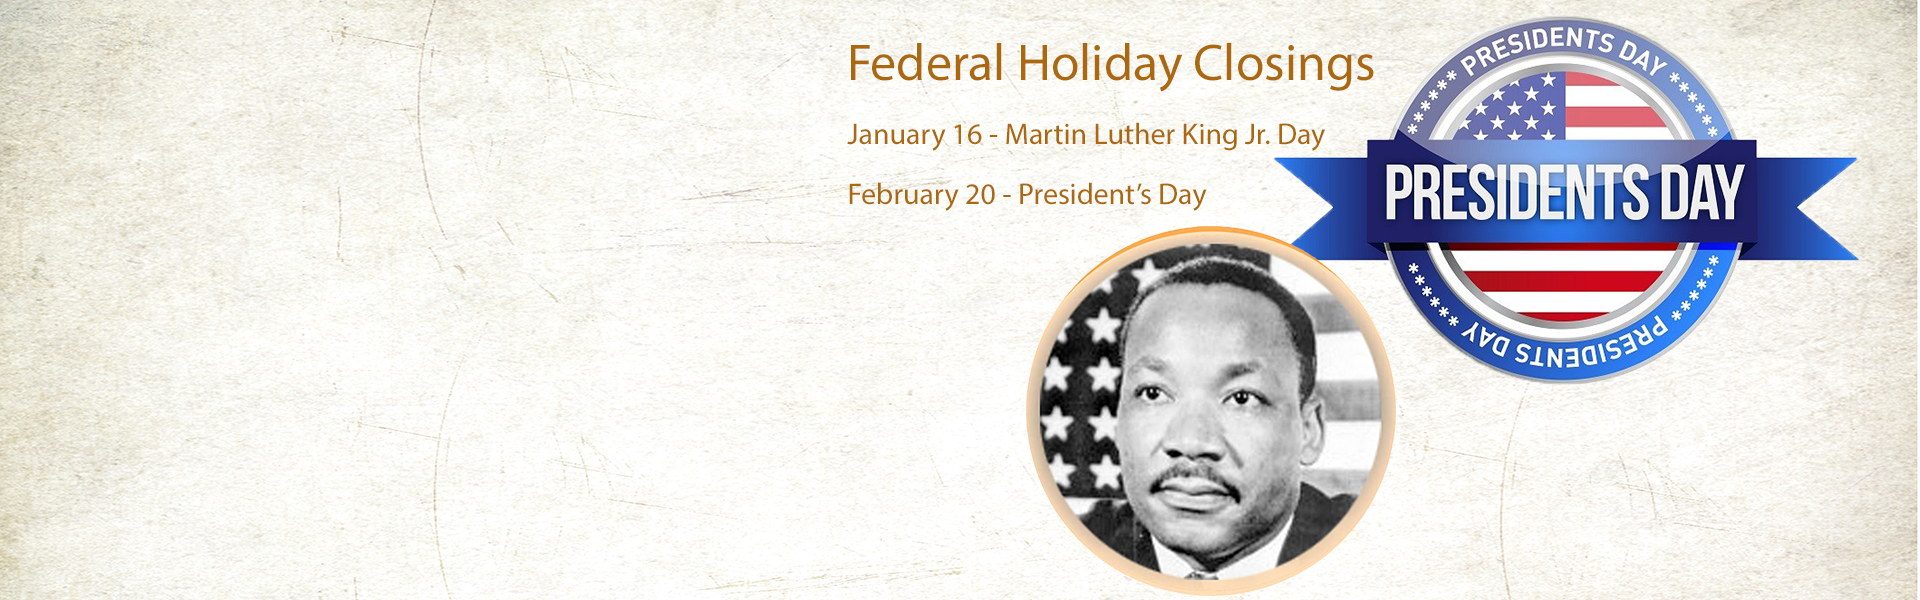 Federal Holiday Closings
January 16 - Martin Luther King Jr. Day
February 20 - President’s Day
PRESIDENTS DAY
PRESIDENTS DAY
PRESIDENTS DAY